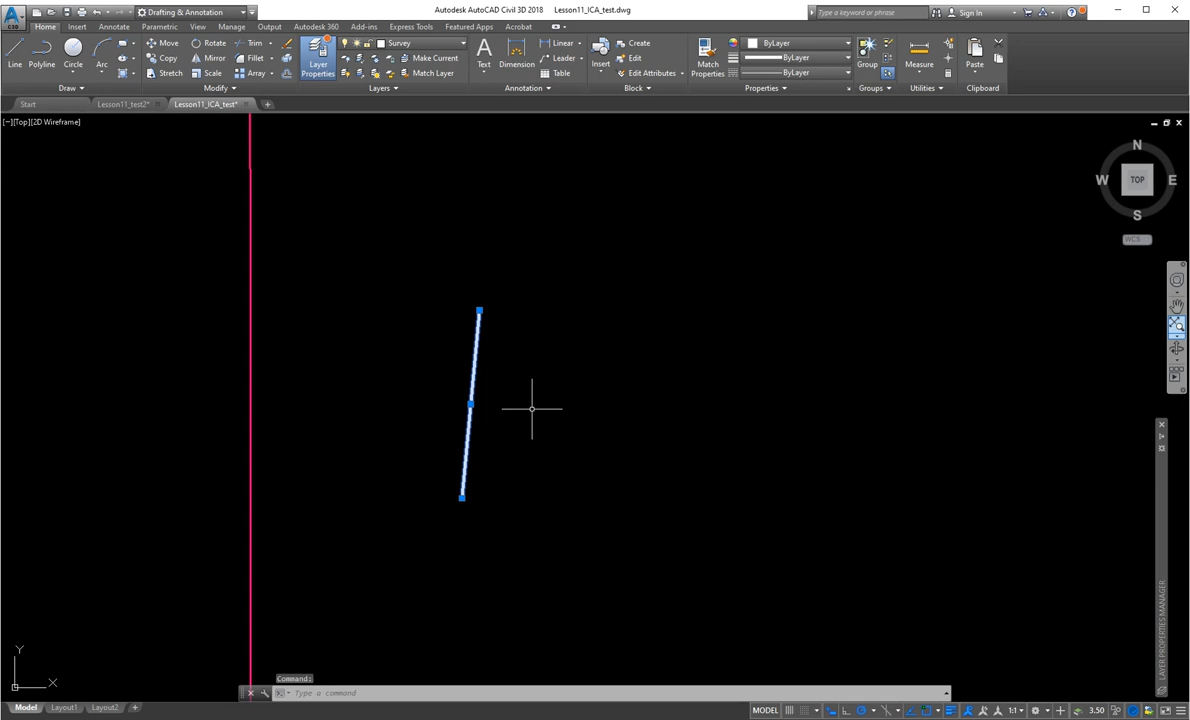 Drafting & Annotation
Autodesk AutoCAD Civil 3D 2018 Lesson11_ICA_test.dwg
Type a keyword or phrase
Sign In
C3D
Home Insert Annotate Parametric View Manage Output Autodesk 360 Add-ins Express Tools Featured Apps Acrobat
Line Polyline Circle Arc
Move Rotate Trim
Copy Mirror Fillet
Stretch Scale Array
Layer Properties
Survey
Make Current
Match Layer
Text Dimension
Linear
Leader
Table
Insert
Create
Edit
Edit Attributes
Match Properties
ByLayer
ByLayer
ByLayer
Group
Measure
Paste
Draw Modify Layers Annotation Block Properties Groups Utilities Clipboard
Start Lesson11_test2* Lesson11_ICA_test*
[−][Top][2D Wireframe]
N
W TOP E
S
WCS
LAYER PROPERTIES MANAGER
Y
X
Command:
Type a command
Model Layout1 Layout2 +
MODEL 1:1 3.50